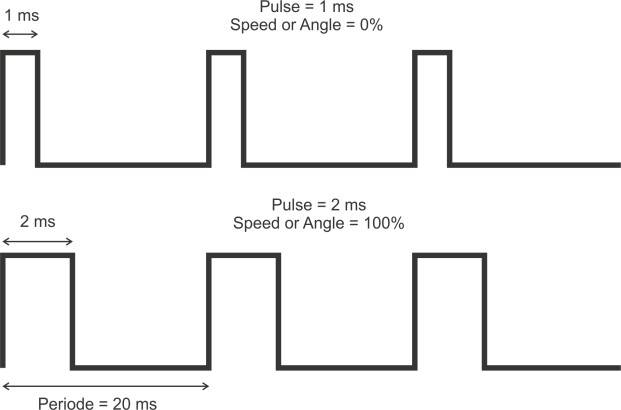 Pulse = 1 ms
Speed or Angle = 0%
1 ms
Pulse = 2 ms
Speed or Angle = 100%
2 ms
Periode = 20 ms